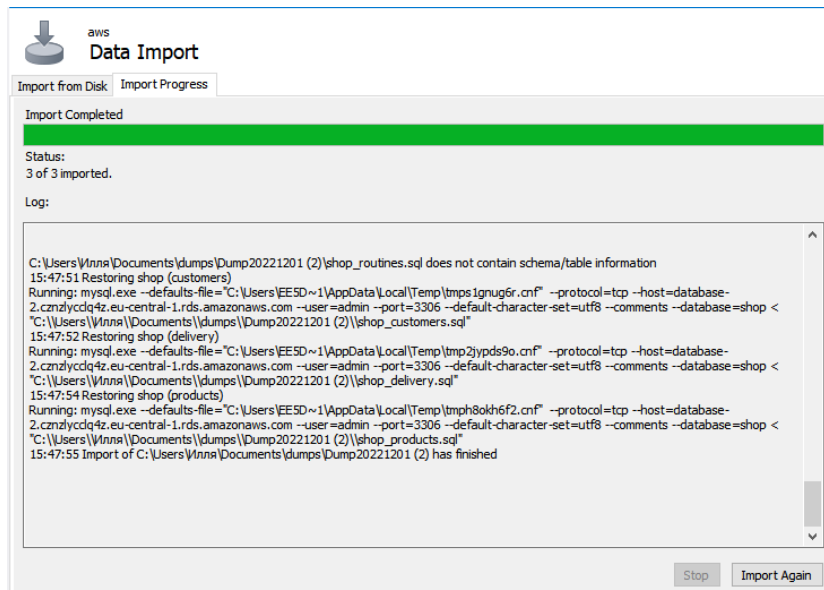 aws
Data Import
Import from Disk Import Progress
Import Completed
Status:
3 of 3 imported.
Log:
C:\Users\Илля\Documents\dumps\Dump20221201 (2)\shop_routines.sql does not contain schema/table information
15:47:51 Restoring shop (customers)
Running: mysql.exe --defaults-file="C:\Users\EE5D~1\AppData\Local\Temp\tmps1gnug6r.cnf"  --protocol=tcp --host=database-
2.cznzlycclq4z.eu-central-1.rds.amazonaws.com --user=admin --port=3306 --default-character-set=utf8 --comments --database=shop <
"C:\\Users\\Илля\\Documents\\dumps\\Dump20221201 (2)\\shop_customers.sql"
15:47:52 Restoring shop (delivery)
Running: mysql.exe --defaults-file="C:\Users\EE5D~1\AppData\Local\Temp\tmp2jypds9o.cnf"  --protocol=tcp --host=database-
2.cznzlycclq4z.eu-central-1.rds.amazonaws.com --user=admin --port=3306 --default-character-set=utf8 --comments --database=shop <
"C:\\Users\\Илля\\Documents\\dumps\\Dump20221201 (2)\\shop_delivery.sql"
15:47:54 Restoring shop (products)
Running: mysql.exe --defaults-file="C:\Users\EE5D~1\AppData\Local\Temp\tmph8okh6f2.cnf"  --protocol=tcp --host=database-
2.cznzlycclq4z.eu-central-1.rds.amazonaws.com --user=admin --port=3306 --default-character-set=utf8 --comments --database=shop <
"C:\\Users\\Илля\\Documents\\dumps\\Dump20221201 (2)\\shop_products.sql"
15:47:55 Import of C:\Users\Илля\Documents\dumps\Dump20221201 (2) has finished
Stop Import Again